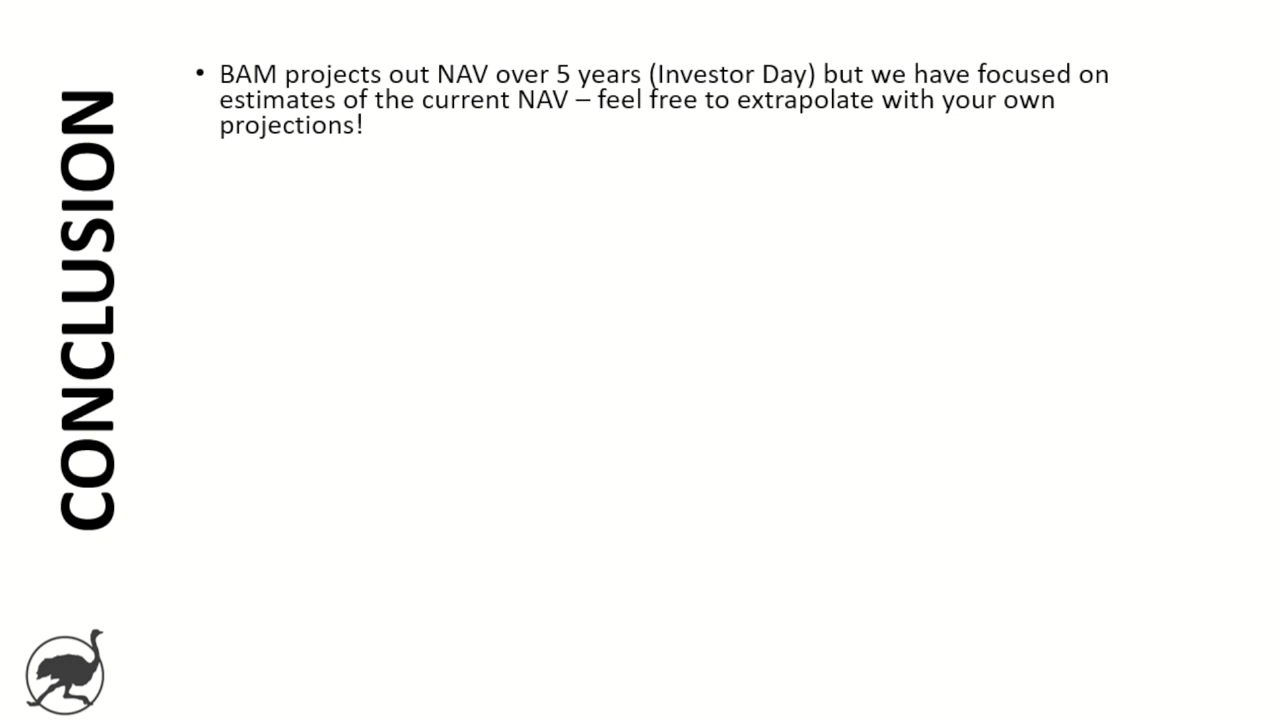 CONCLUSION
• BAM projects out NAV over 5 years (Investor Day) but we have focused on
estimates of the current NAV – feel free to extrapolate with your own
projections!